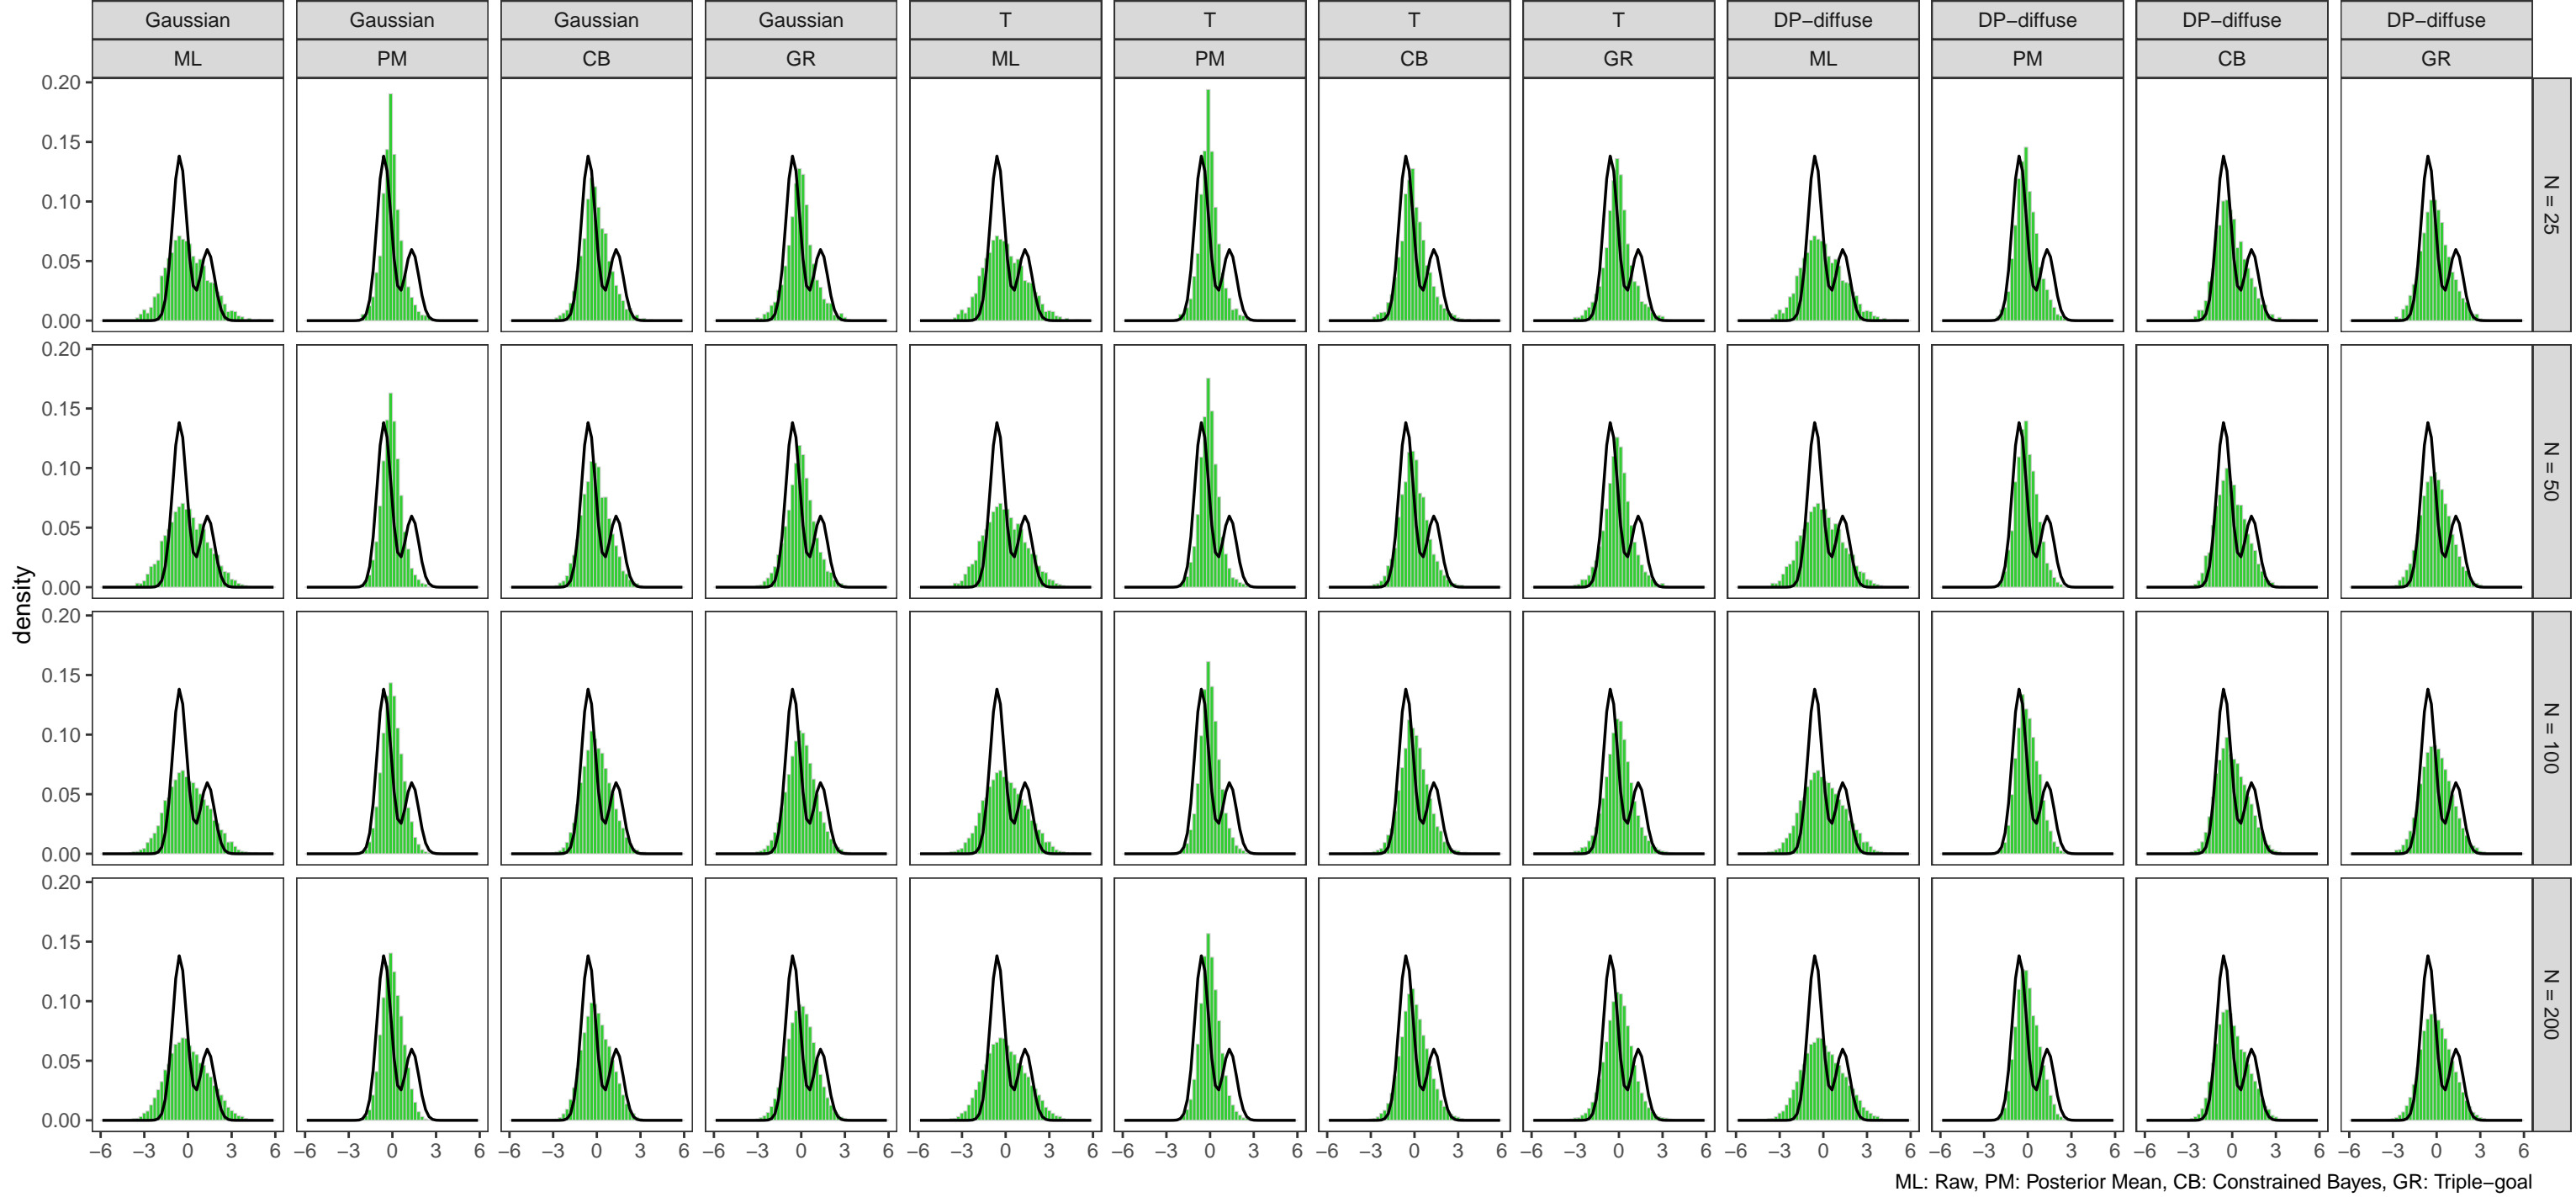 Gaussian Gaussian Gaussian Gaussian T T T T DP−diffuse DP−diffuse DP−diffuse DP−diffuse
ML PM CB GR ML PM CB GR ML PM CB GR
0.20
0.15
0.10
0.05
0.00
N = 25
0.20
0.15
0.10
0.05
0.00
N = 50
density
0.20
0.15
0.10
0.05
0.00
N = 100
0.20
0.15
0.10
0.05
0.00
N = 200
−6 −3 0 3 6 −6 −3 0 3 6 −6 −3 0 3 6 −6 −3 0 3 6 −6 −3 0 3 6 −6 −3 0 3 6 −6 −3 0 3 6 −6 −3 0 3 6 −6 −3 0 3 6 −6 −3 0 3 6 −6 −3 0 3 6 −6 −3 0 3 6
ML: Raw, PM: Posterior Mean, CB: Constrained Bayes, GR: Triple−goal